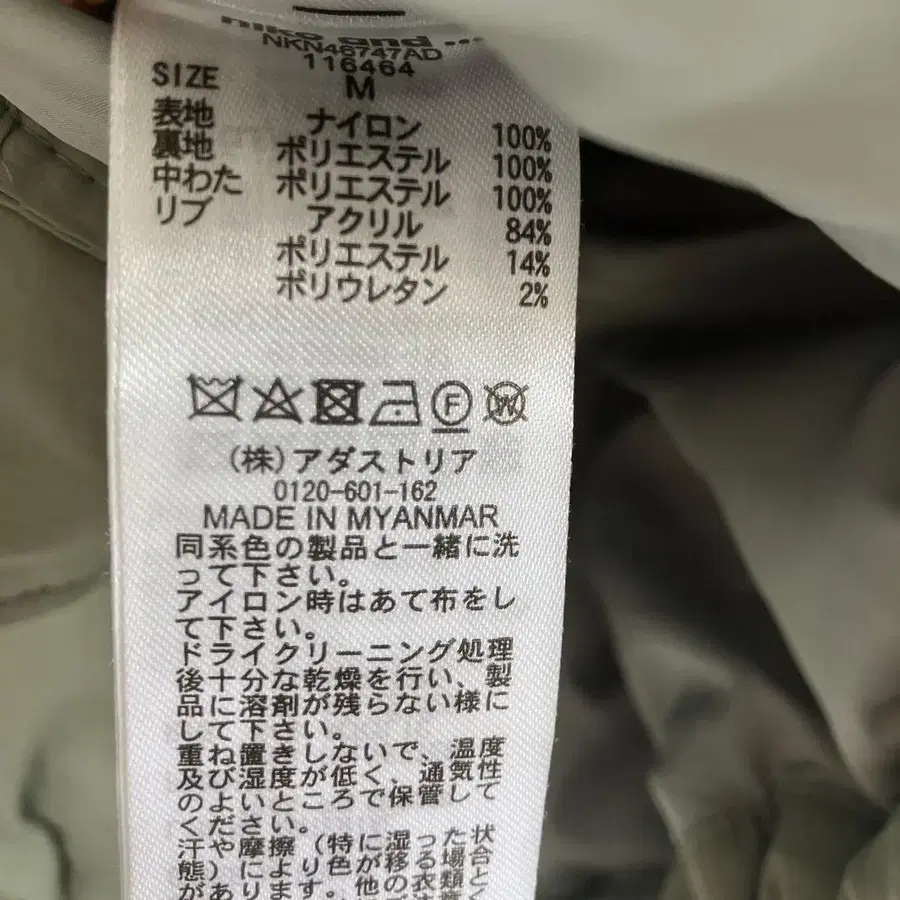 niko and ...
NKN46747AD
116464
SIZE M
表地 ナイロン 100%
裏地 ポリエステル 100%
中わた ポリエステル 100%
リブ アクリル 84%
ポリエステル 14%
ポリウレタン 2%
F W
(株)アダストリア
0120-601-162
MADE IN MYANMAR
同系色の製品と一緒に洗
って下さい。
アイロン時はあて布をし
て下さい。
ドライクリーニング処理
後十分な乾燥を行い、製
品に溶剤が残らない様に
して下さい。
重ね置きしないで、温度
及び湿度が低く、通気性
のよいところで保管して
ください。
汗や摩擦(特に湿った状
態)により色が移る場合
があります。他の衣類と